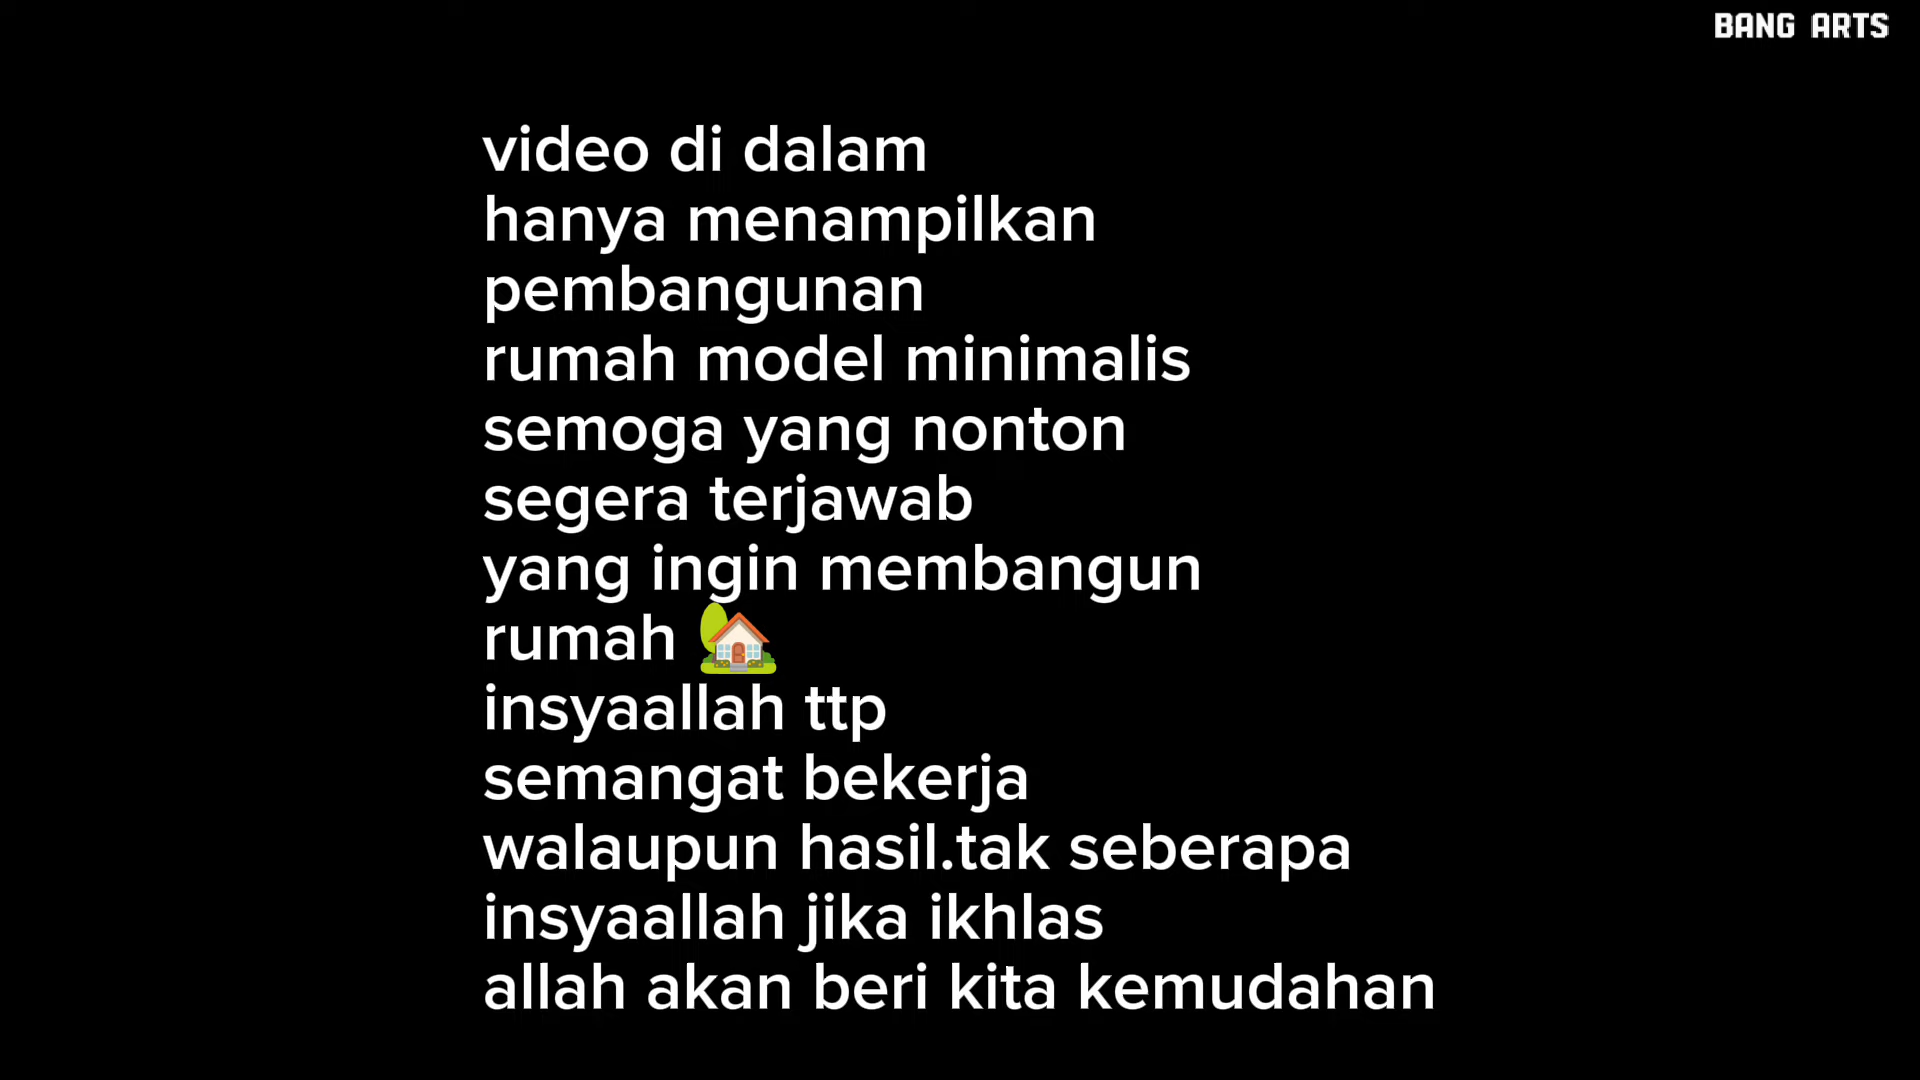 BANG ARTS
video di dalam
hanya menampilkan
pembangunan
rumah model minimalis
semoga yang nonton
segera terjawab
yang ingin membangun
rumah 🏡
insyaallah ttp
semangat bekerja
walaupun hasil.tak seberapa
insyaallah jika ikhlas
allah akan beri kita kemudahan